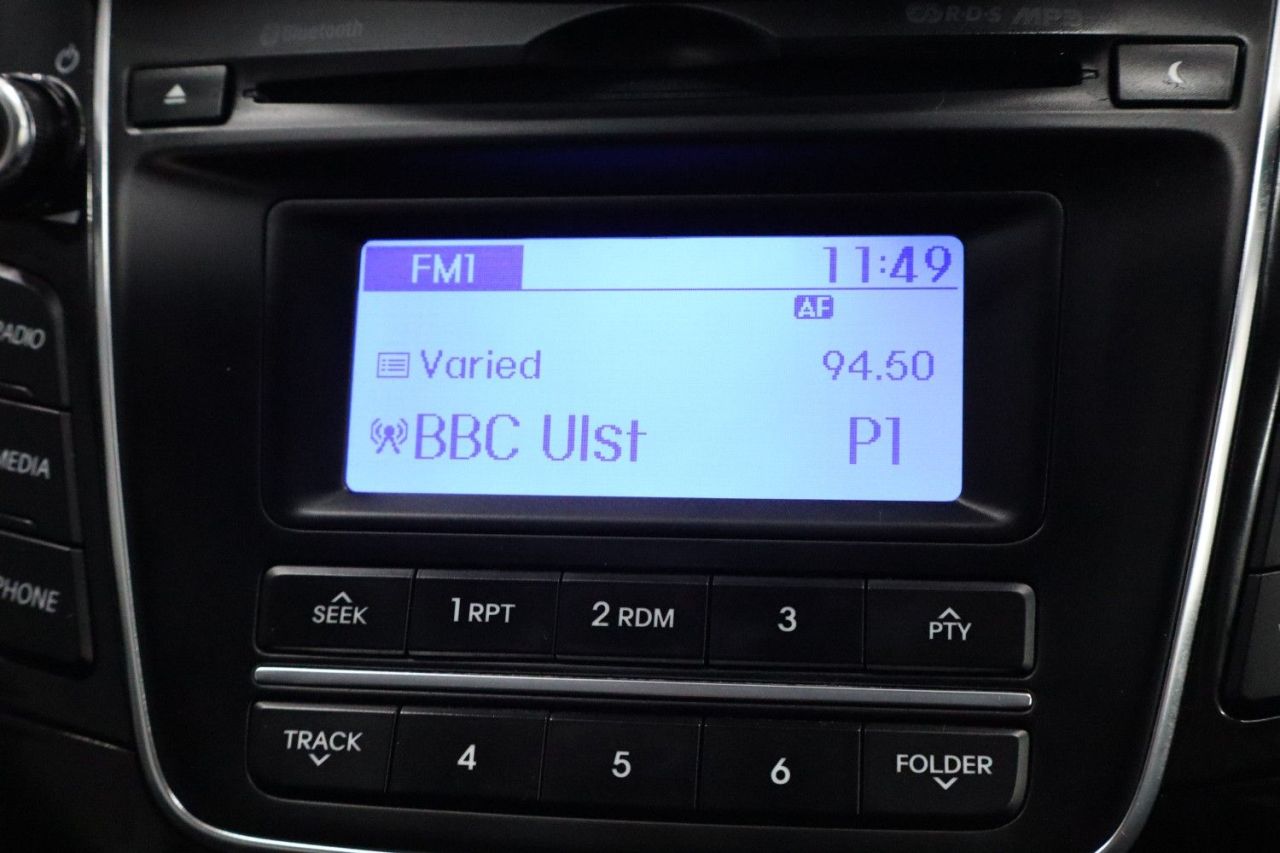 Bluetooth
RDS MP3
FM1 11:49
AF
Varied 94.50
BBC Ulst P1
RADIO
MEDIA
PHONE
SEEK 1 RPT 2 RDM 3 PTY
TRACK 4 5 6 FOLDER